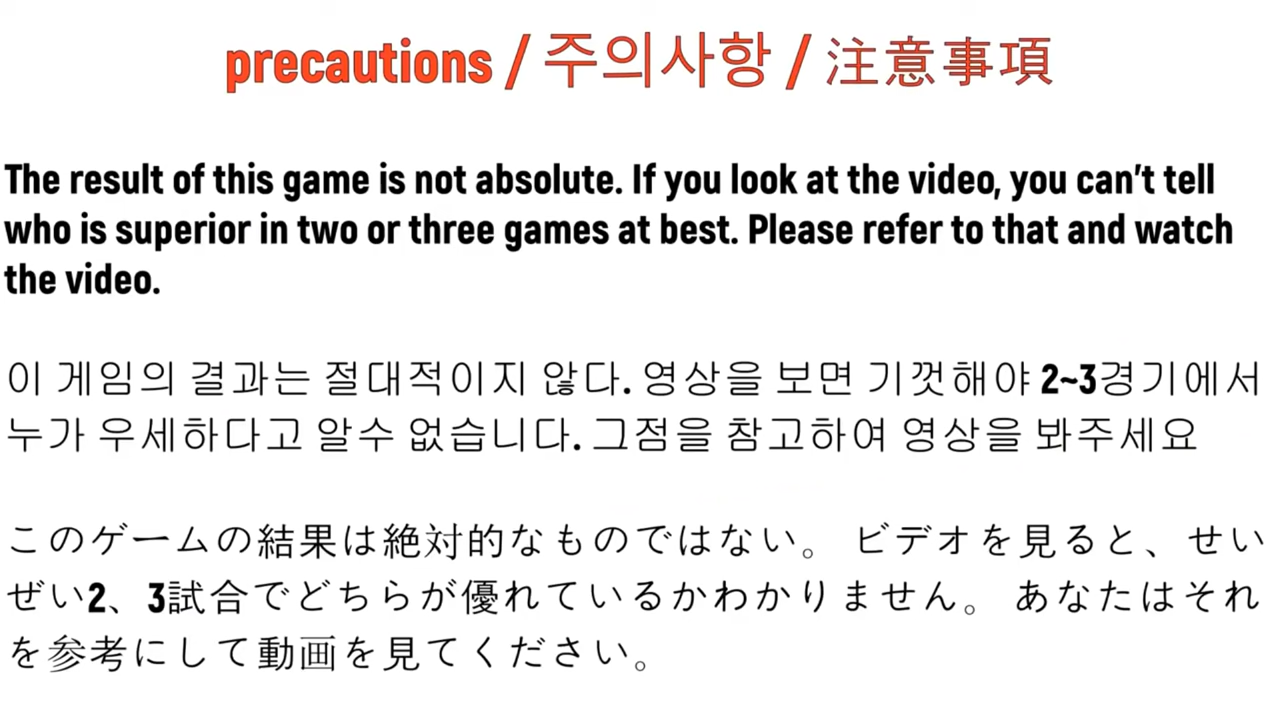 precautions / 주의사항 / 注意事項
The result of this game is not absolute. If you look at the video, you can't tell
who is superior in two or three games at best. Please refer to that and watch
the video.
이 게임의 결과는 절대적이지 않다. 영상을 보면 기껏해야 2~3경기에서
누가 우세하다고 알수 없습니다. 그점을 참고하여 영상을 봐주세요
このゲームの結果は絶対的なものではない。 ビデオを見ると、せい
ぜい2、3試合でどちらが優れているかわかりません。 あなたはそれ
を参考にして動画を見てください。